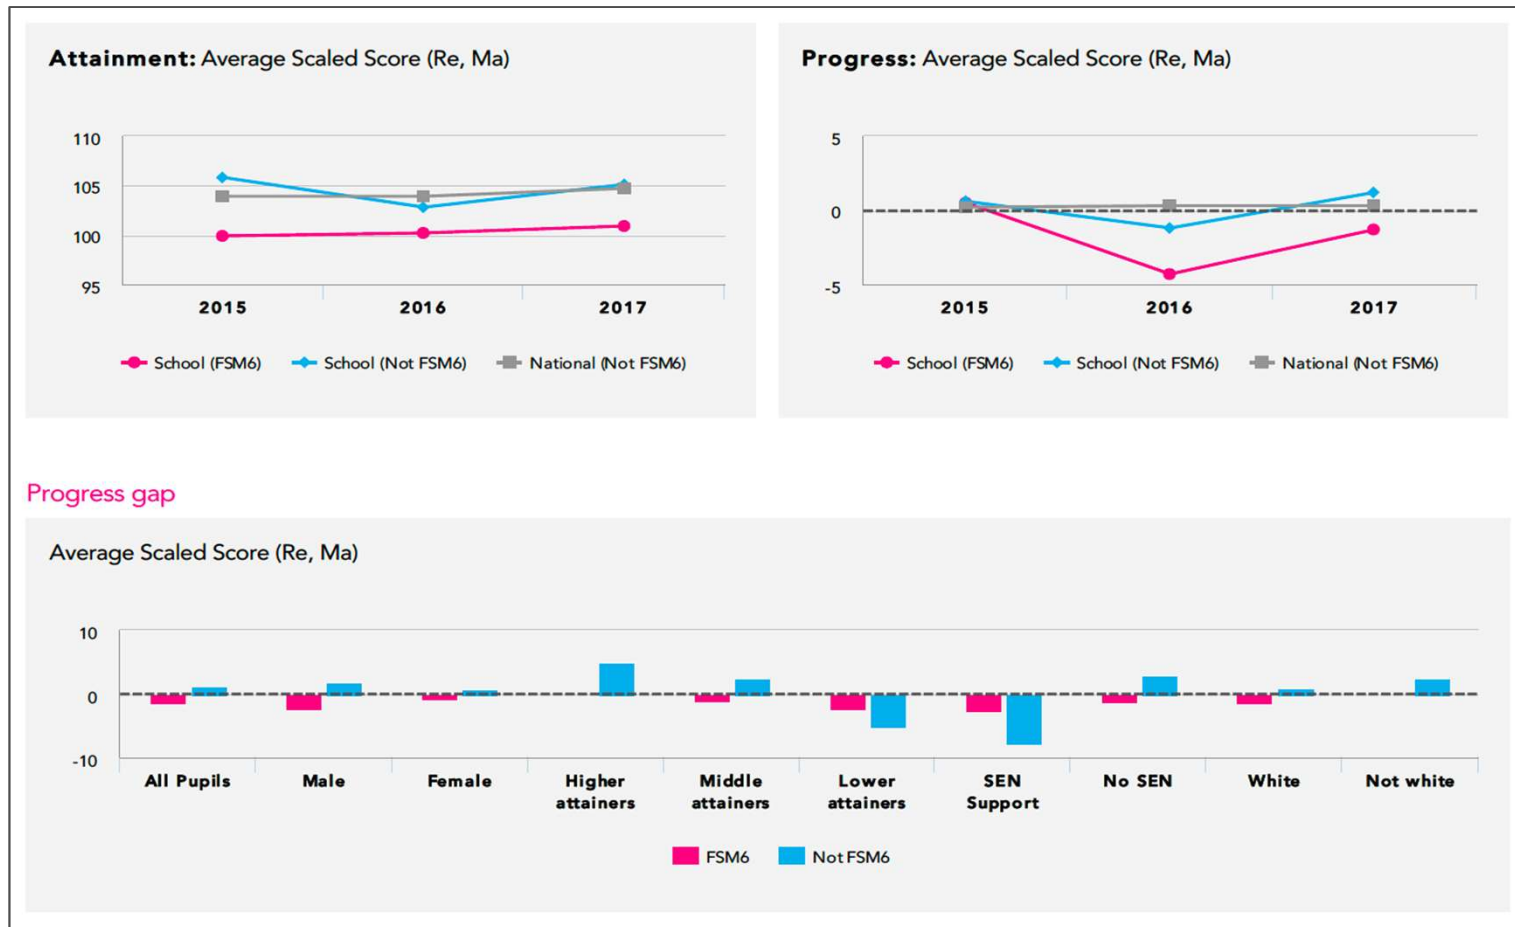 Attainment: Average Scaled Score (Re, Ma)
110
105
100
95
2015 2016 2017
School (FSM6) School (Not FSM6) National (Not FSM6)
Progress: Average Scaled Score (Re, Ma)
5
0
-5
2015 2016 2017
School (FSM6) School (Not FSM6) National (Not FSM6)
Progress gap
Average Scaled Score (Re, Ma)
10
0
-10
All Pupils Male Female Higher attainers Middle attainers Lower attainers SEN Support No SEN White Not white
FSM6 Not FSM6